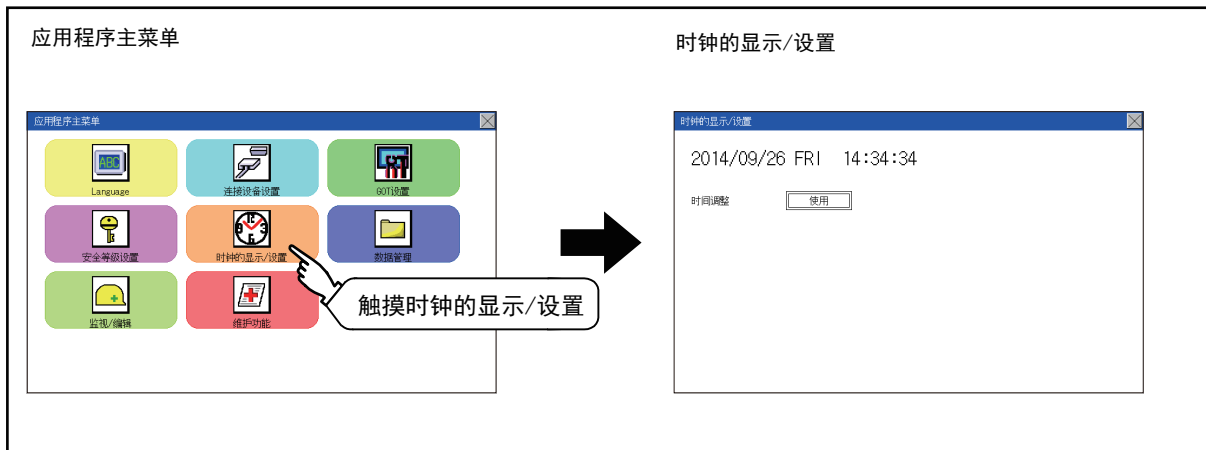 应用程序主菜单
时钟的显示/设置
应用程序主菜单
ABC
Language
连接设备设置
GOT设置
安全等级设置
时钟的显示/设置
数据管理
监视/编辑
维护功能
触摸时钟的显示/设置
时钟的显示/设置
2014/09/26 FRI 14:34:34
时间调整 使用